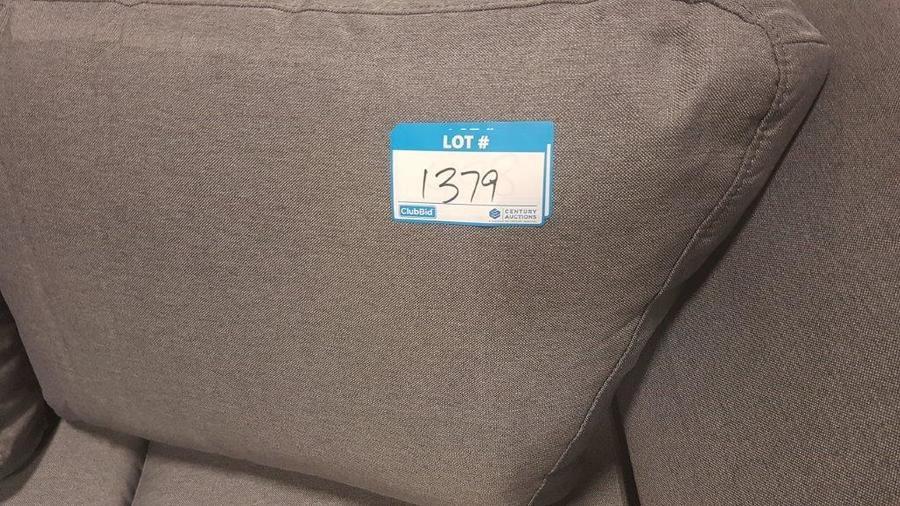 LOT #
1379
ClubBid
CENTURY
AUCTIONS